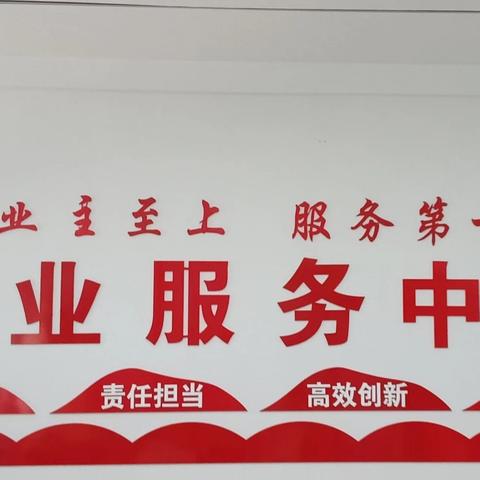 业主至上 服务第一
业服务中
责任担当 高效创新